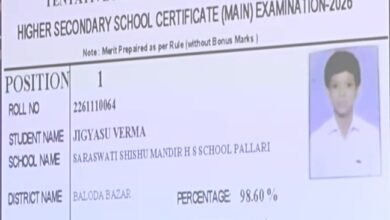 HIGHER SECONDARY SCHOOL CERTIFICATE (MAIN) EXAMINATION-2026
Note : Merit Prepaired as per Rule (without Bonus Marks )
POSITION 1
ROLL NO 2261110064
STUDENT NAME JIGYASU VERMA
SCHOOL NAME SARASWATI SHISHU MANDIR H S SCHOOL PALLARI
DISTRICT NAME BALODA BAZAR PERCENTAGE: 98.60 %